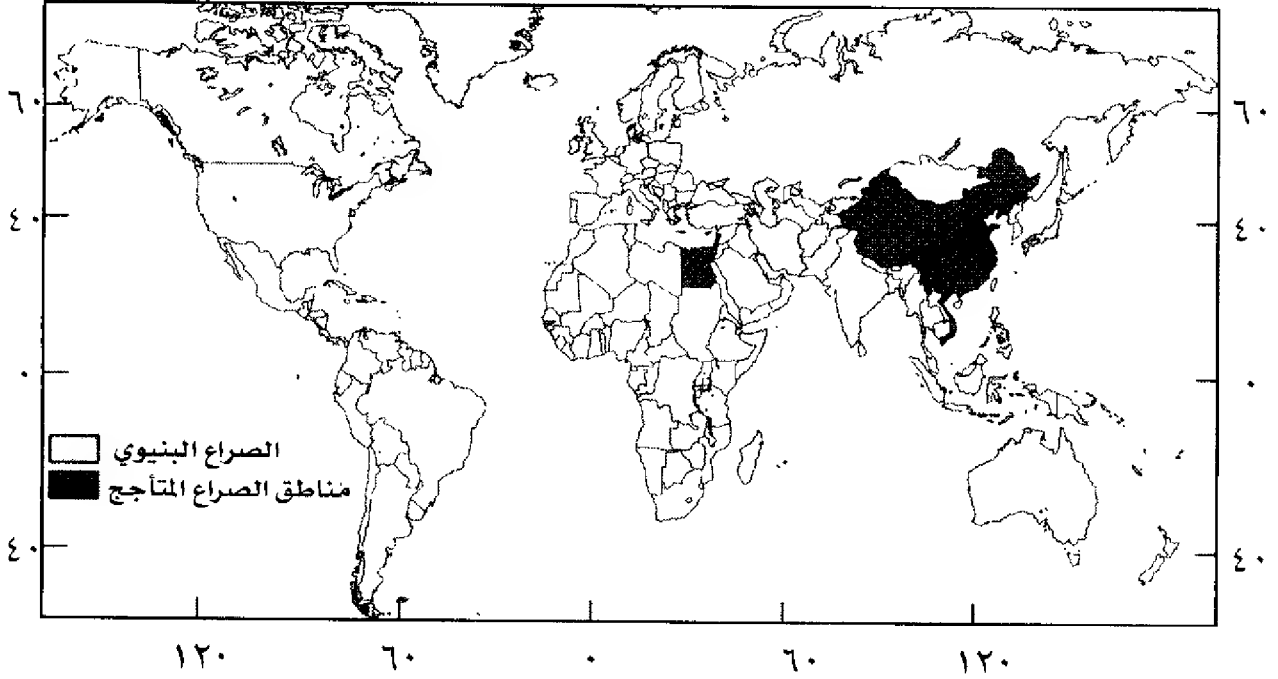 ٦٠ ٦٠
٤٠ ٤٠
٠ ٠
الصراع البنيوي
مناطق الصراع المتأجج
٤٠ ٤٠
١٢٠ ٦٠ ٠ ٦٠ ١٢٠